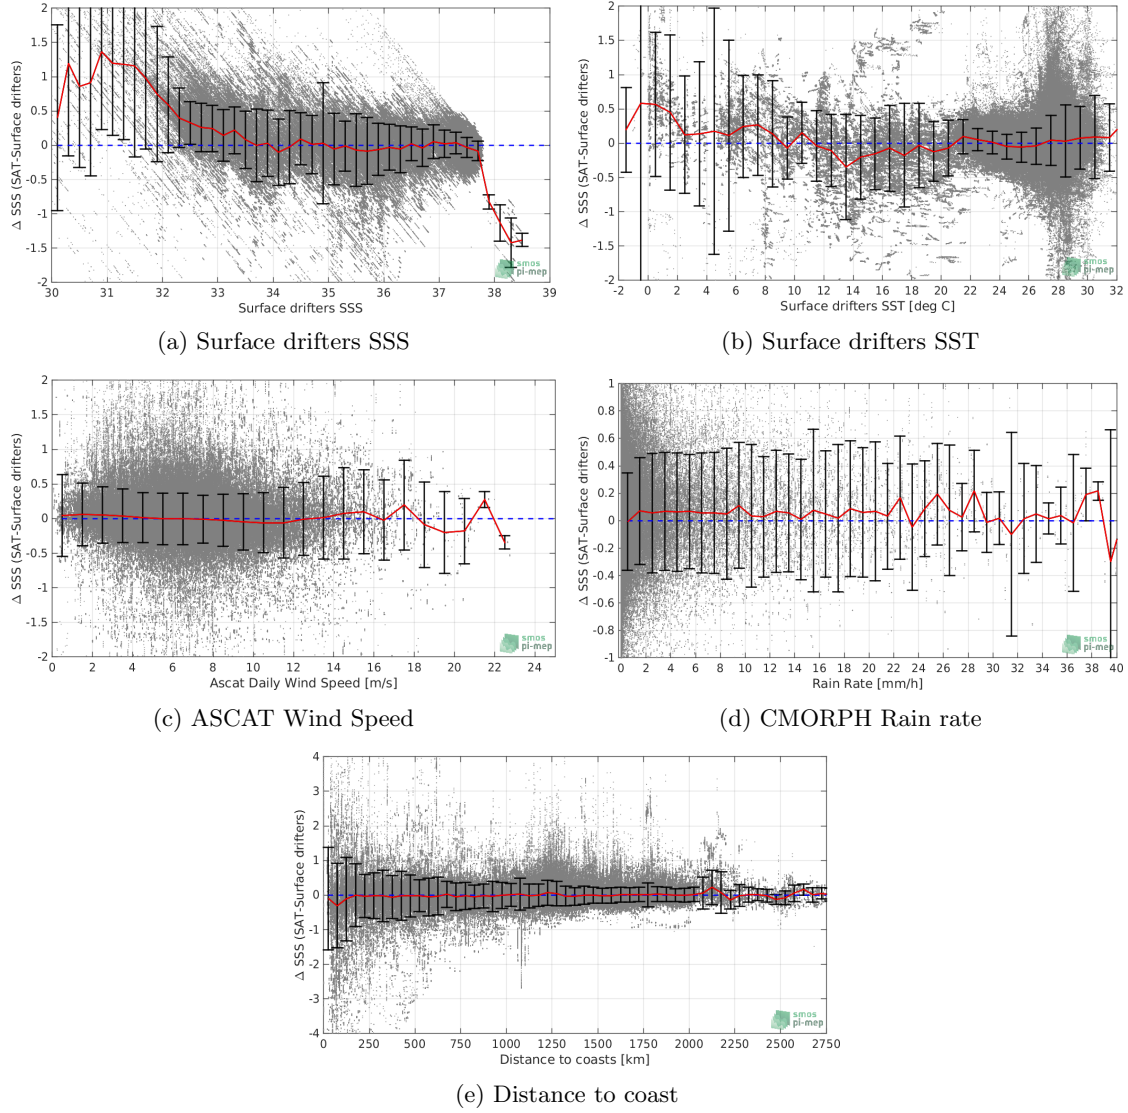 Δ SSS (SAT-Surface drifters)
2
1.5
1
0.5
0
-0.5
-1
-1.5
-2
30 31 32 33 34 35 36 37 38 39
Surface drifters SSS
smos
pi-mep
(a) Surface drifters SSS
Δ SSS (SAT-Surface drifters)
2
1.5
1
0.5
0
-0.5
-1
-1.5
-2
-2 0 2 4 6 8 10 12 14 16 18 20 22 24 26 28 30 32
Surface drifters SST [deg C]
smos
pi-mep
(b) Surface drifters SST
Δ SSS (SAT-Surface drifters)
2
1.5
1
0.5
0
-0.5
-1
-1.5
-2
0 2 4 6 8 10 12 14 16 18 20 22 24
Ascat Daily Wind Speed [m/s]
smos
pi-mep
(c) ASCAT Wind Speed
Δ SSS (SAT-Surface drifters)
1
0.8
0.6
0.4
0.2
0
-0.2
-0.4
-0.6
-0.8
-1
0 2 4 6 8 10 12 14 16 18 20 22 24 26 28 30 32 34 36 38 40
Rain Rate [mm/h]
smos
pi-mep
(d) CMORPH Rain rate
Δ SSS (SAT-Surface drifters)
4
3
2
1
0
-1
-2
-3
-4
0 250 500 750 1000 1250 1500 1750 2000 2250 2500 2750
Distance to coasts [km]
smos
pi-mep
(e) Distance to coast